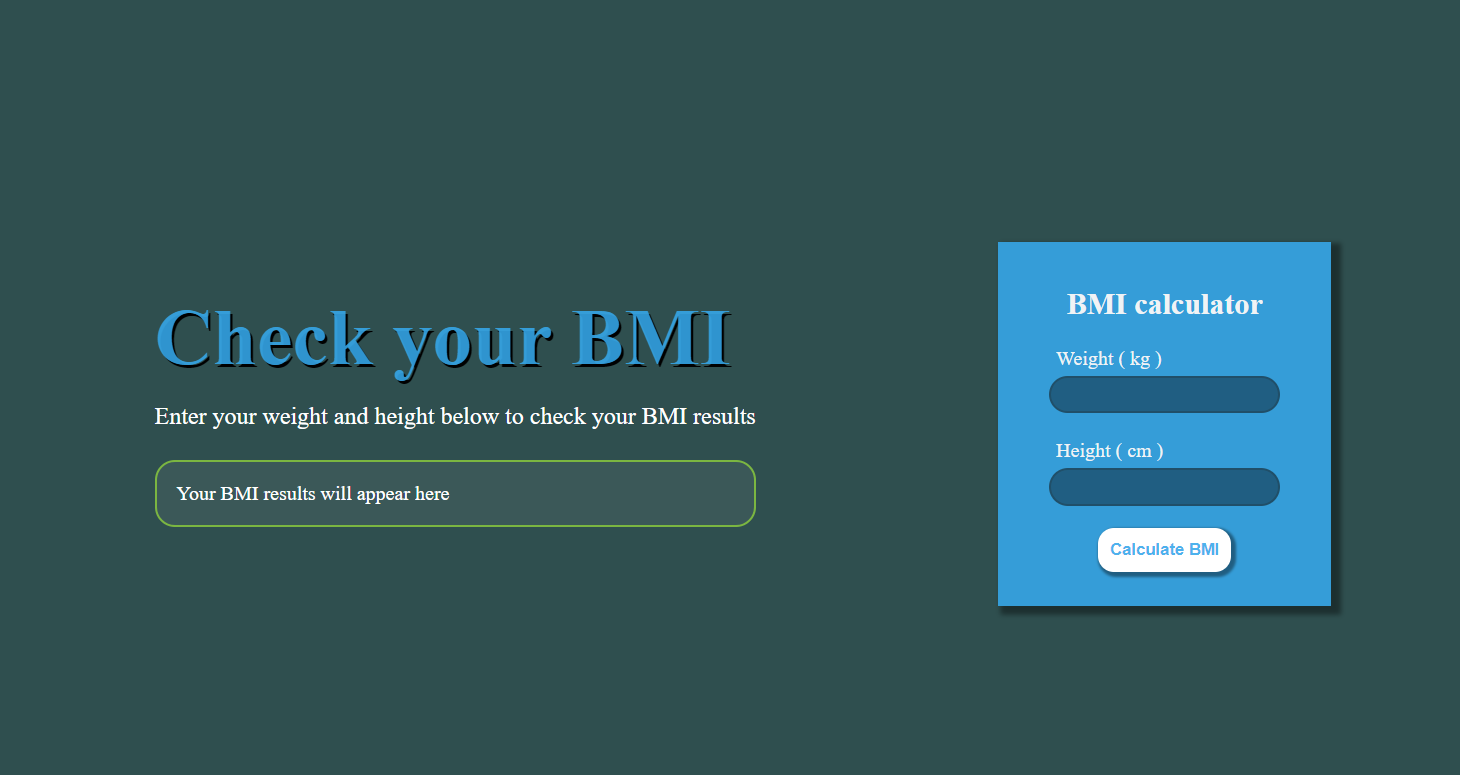 Check your BMI
Enter your weight and height below to check your BMI results
Your BMI results will appear here
BMI calculator
Weight ( kg )
Height ( cm )
Calculate BMI